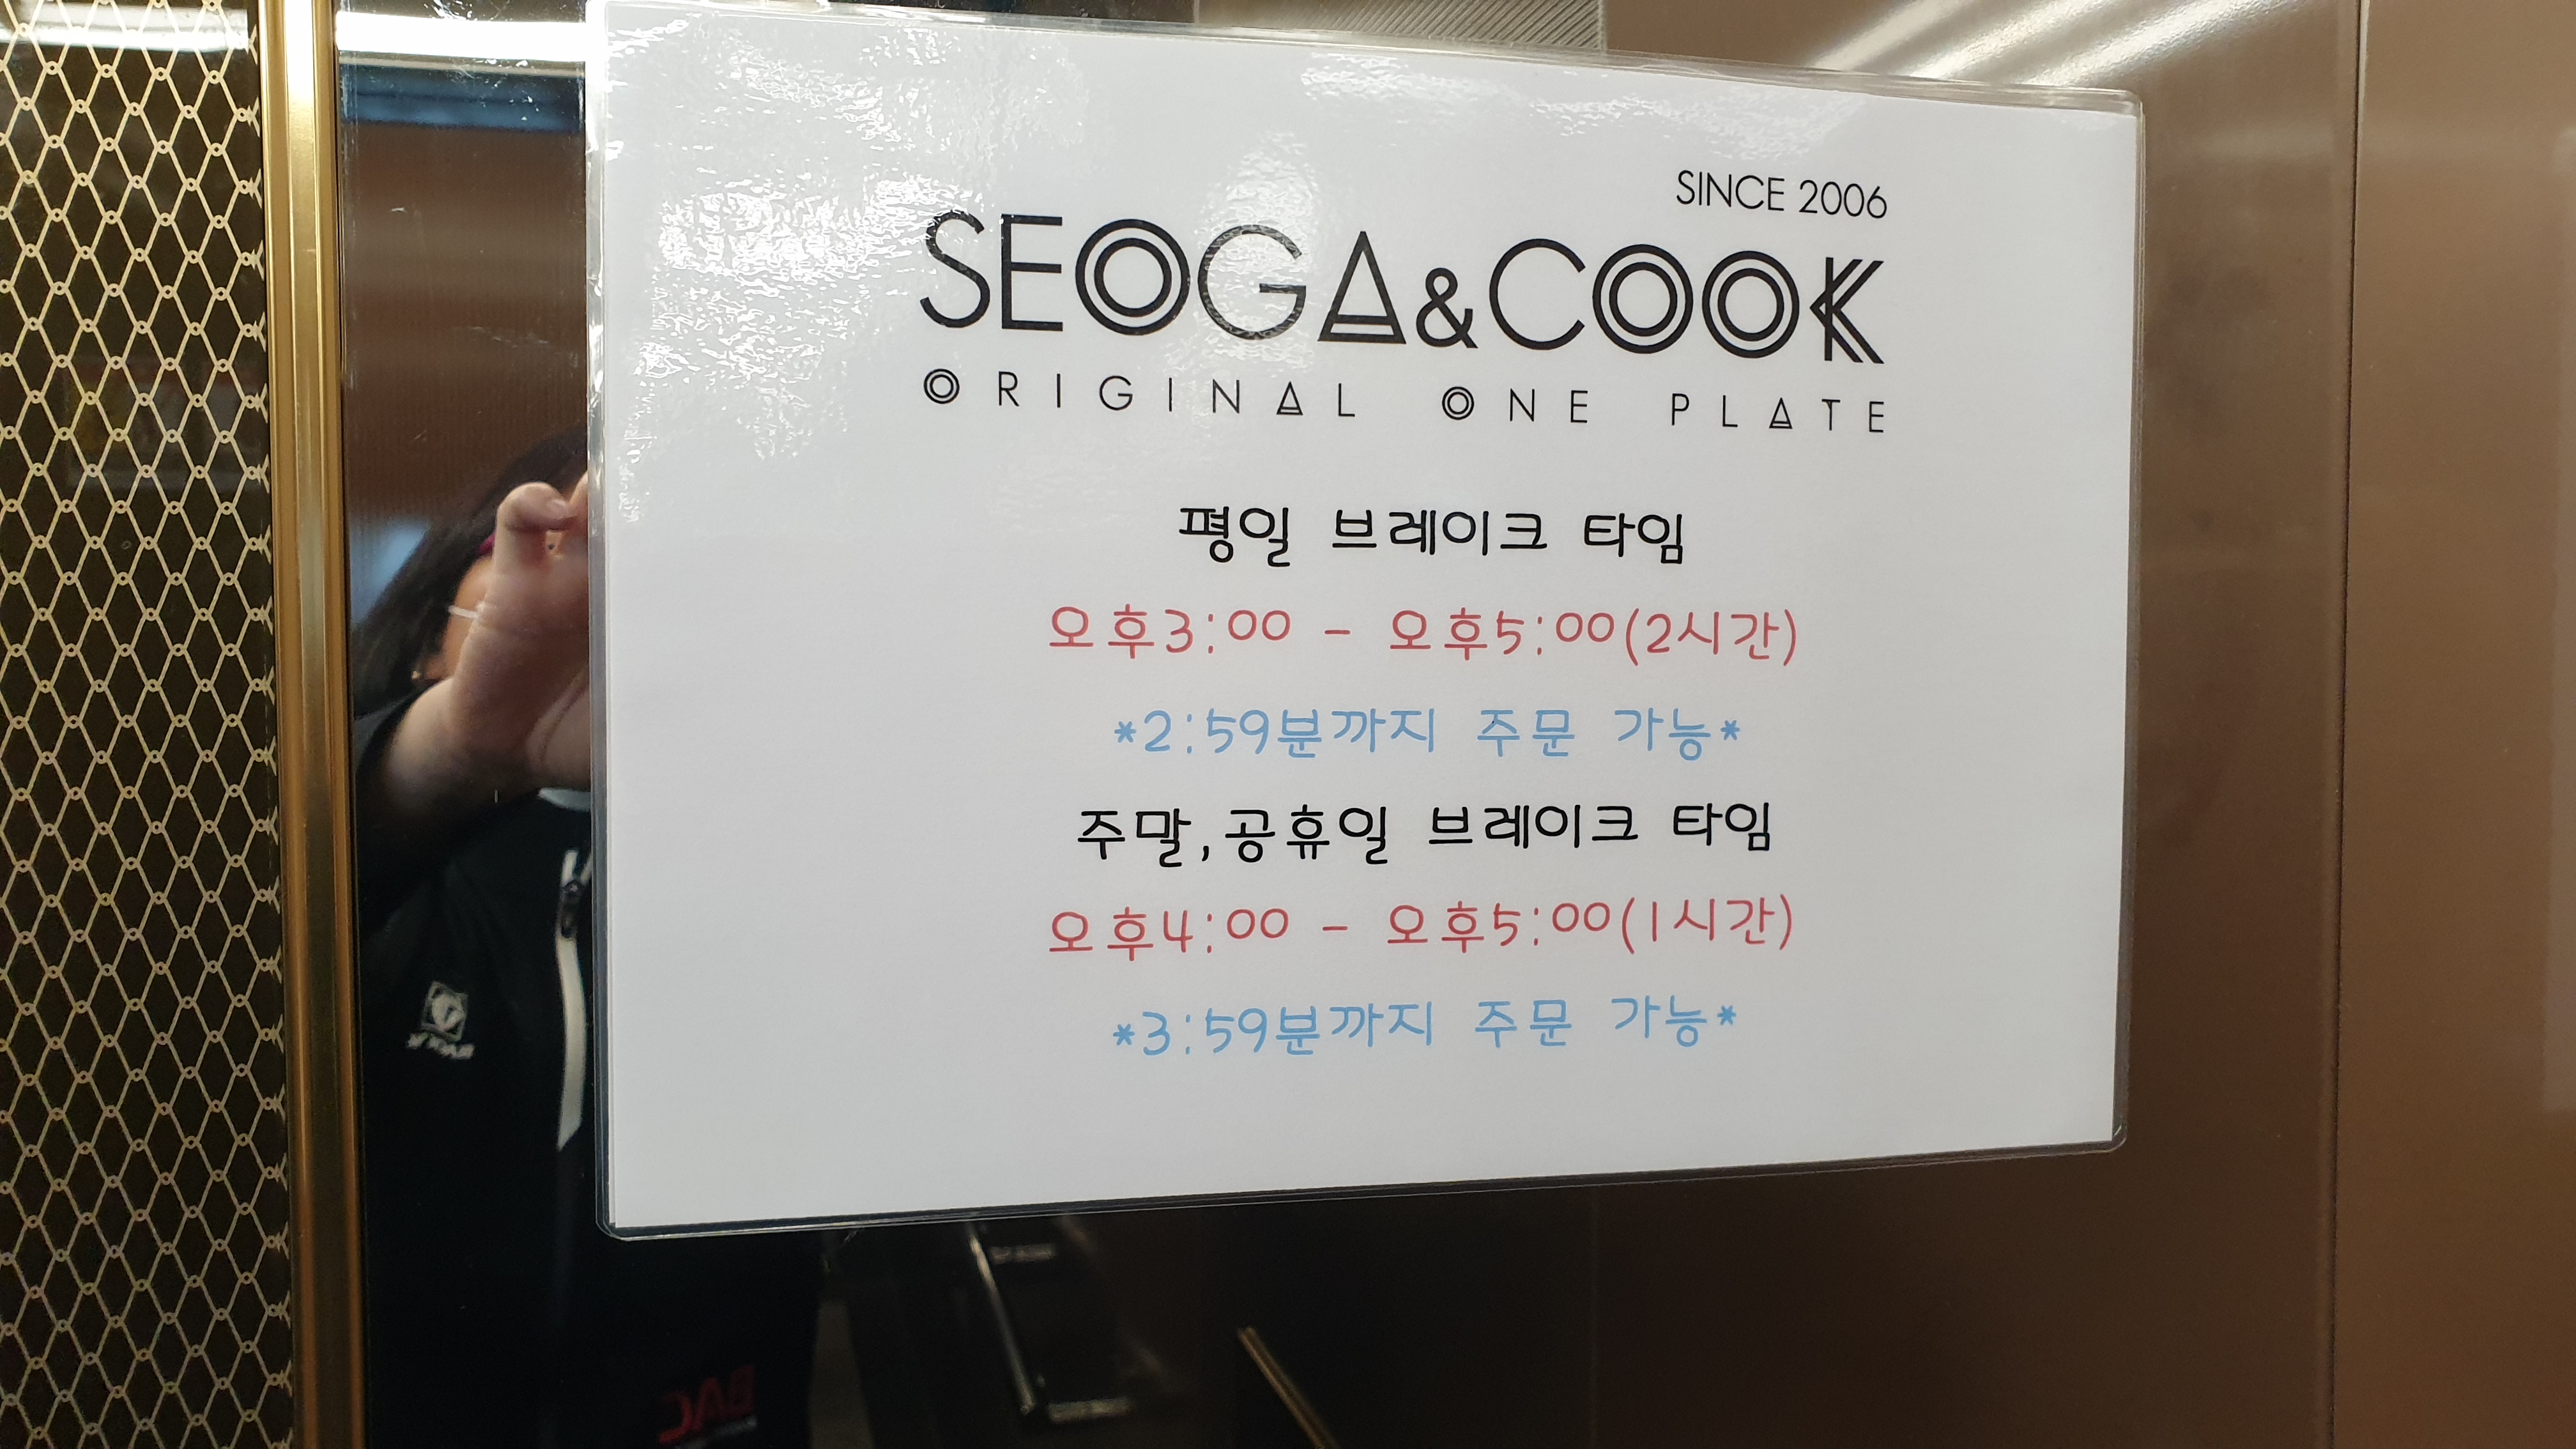 SINCE 2006
SEOGA&COOK
ORIGINAL ONE PLATE
평일 브레이크 타임
오후3:00 - 오후5:00(2시간)
*2:59분까지 주문 가능*
주말,공휴일 브레이크 타임
오후4:00 - 오후5:00(1시간)
*3:59분까지 주문 가능*